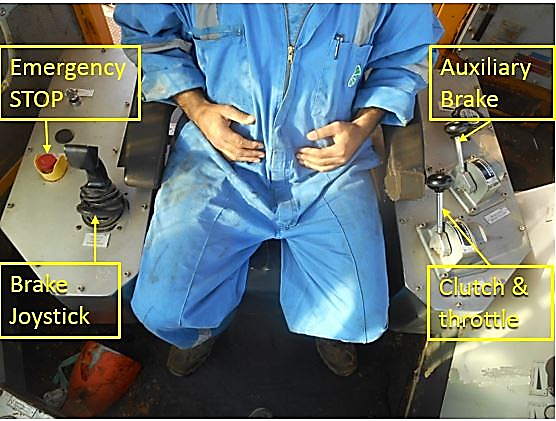 Emergency
STOP
Auxiliary
Brake
Brake
Joystick
Clutch &
throttle